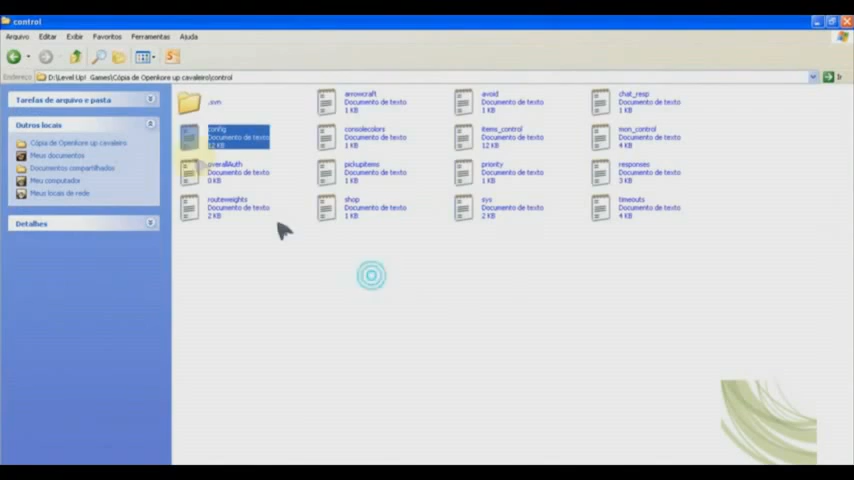 control
Arquivo Editar Exibir Favoritos Ferramentas Ajuda
Endereço D:\Level Up! Games\Cópia de Openkore up cavaleiro\control
Tarefas de arquivo e pasta
Outros locais
Cópia de Openkore up cavaleiro
Meus documentos
Documentos compartilhados
Meu computador
Meus locais de rede
Detalhes
.svn
arrowcraft
Documento de texto
1 KB
avoid
Documento de texto
1 KB
chat_resp
Documento de texto
1 KB
config
Documento de texto
12 KB
consolecolors
Documento de texto
1 KB
items_control
Documento de texto
12 KB
mon_control
Documento de texto
4 KB
overallAuth
Documento de texto
0 KB
pickupitems
Documento de texto
1 KB
priority
Documento de texto
1 KB
responses
Documento de texto
3 KB
routeweights
Documento de texto
2 KB
shop
Documento de texto
1 KB
sys
Documento de texto
2 KB
timeouts
Documento de texto
4 KB